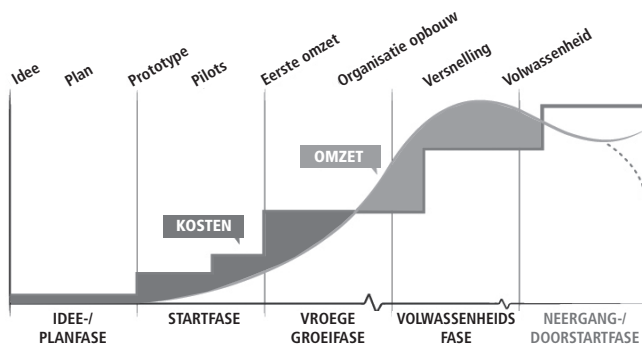 Idee
Plan
Prototype
Pilots
Eerste omzet
Organisatie opbouw
Versnelling
Volwassenheid
OMZET
KOSTEN
IDEE-/
PLANFASE
STARTFASE
VROEGE
GROEIFASE
VOLWASSENHEIDS
FASE
NEERGANG-/
DOORSTARTFASE